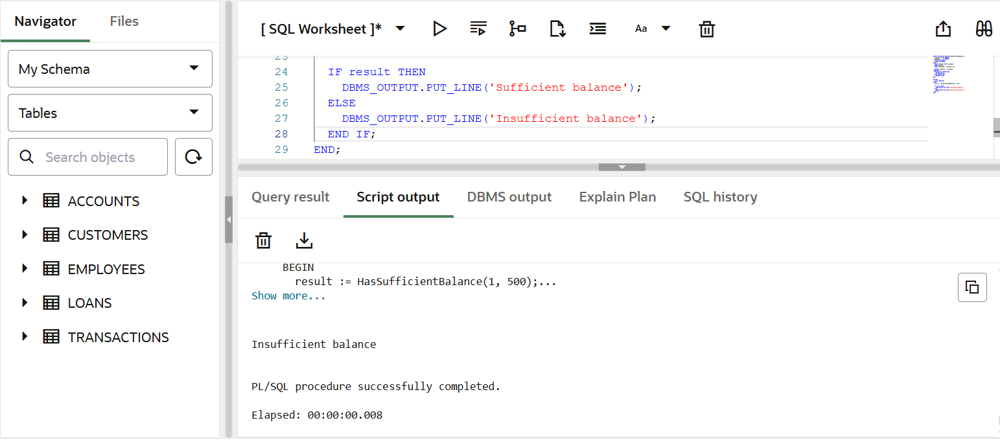 Navigator
Files
My Schema
Tables
Search objects
ACCOUNTS
CUSTOMERS
EMPLOYEES
LOANS
TRANSACTIONS
[ SQL Worksheet ]*
Aa
23
24 IF result THEN
25 DBMS_OUTPUT.PUT_LINE('Sufficient balance');
26 ELSE
27 DBMS_OUTPUT.PUT_LINE('Insufficient balance');
28 END IF;
29 END;
Query result
Script output
DBMS output
Explain Plan
SQL history
BEGIN
result := HasSufficientBalance(1, 500);...
Show more...
Insufficient balance
PL/SQL procedure successfully completed.
Elapsed: 00:00:00.008